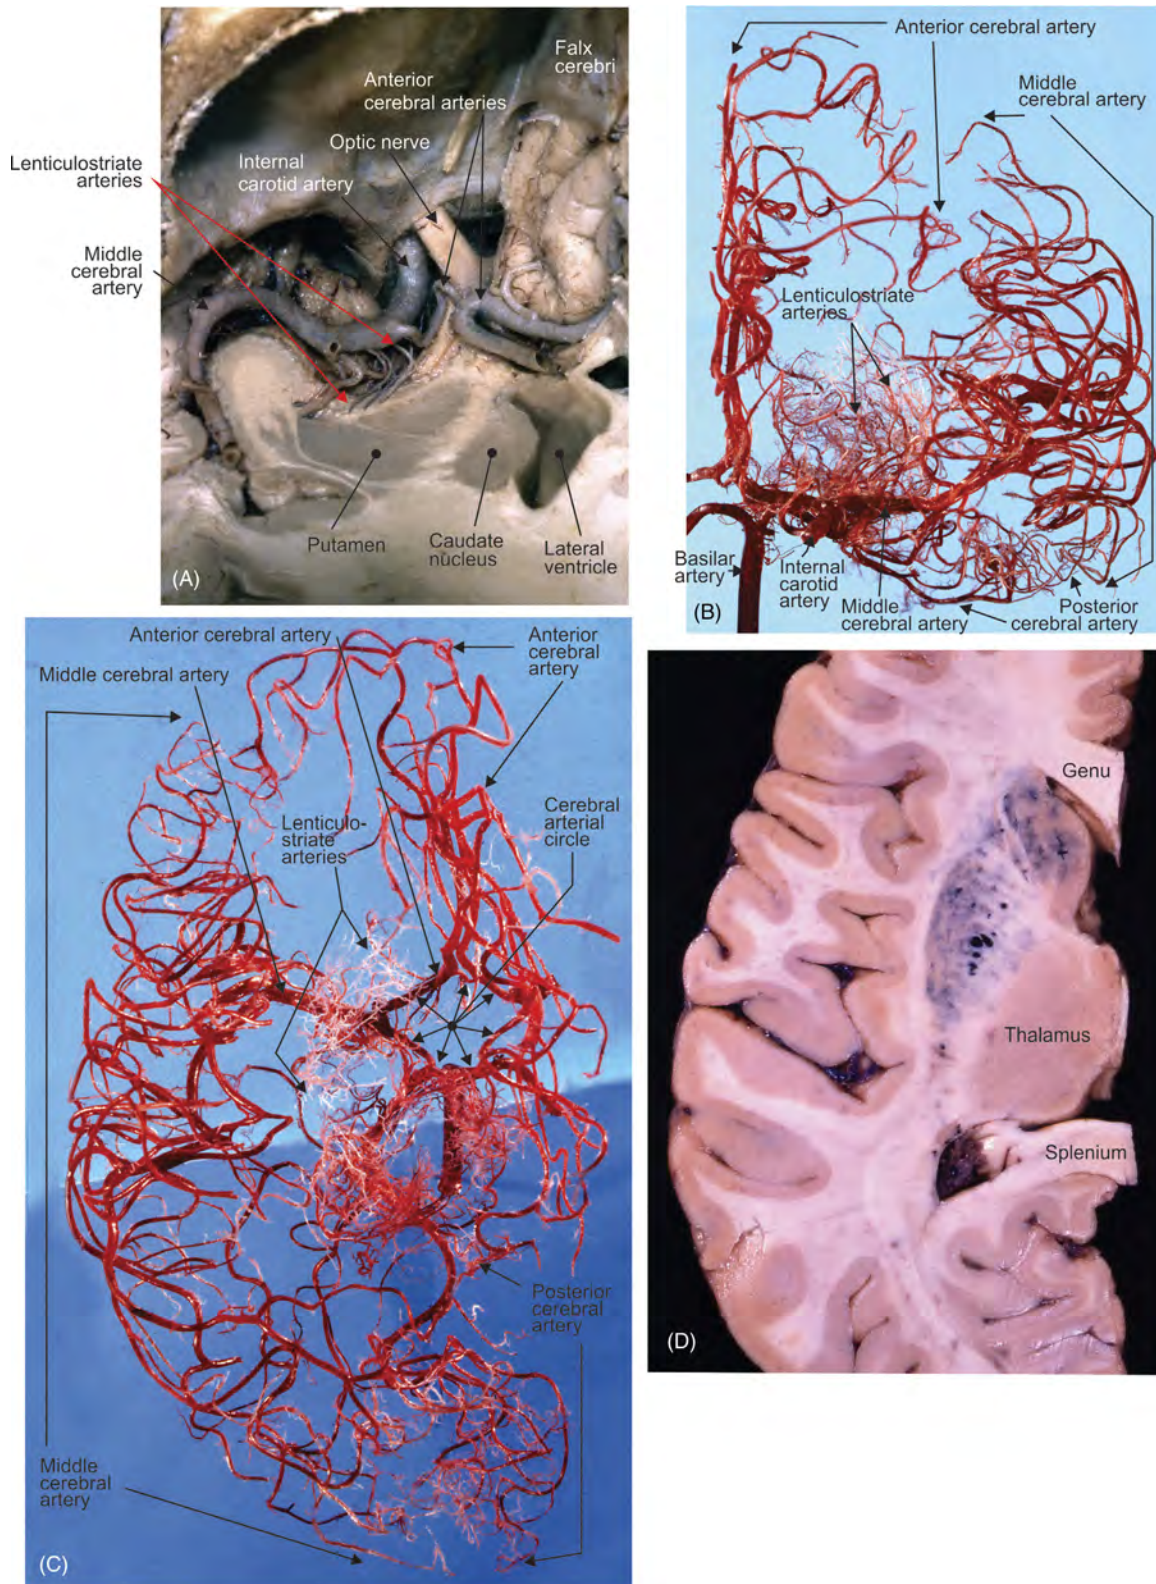 Falx
cerebri
Anterior
cerebral arteries
Optic nerve
Internal
carotid artery
Lenticulostriate
arteries
Middle
cerebral
artery
Putamen
Caudate
nucleus
Lateral
ventricle
(A)
Anterior
cerebral artery
Middle
cerebral artery
Lenticulostriate
arteries
Basilar
artery
Internal
carotid
artery
Middle
cerebral artery
Posterior
cerebral artery
(B)
Anterior cerebral artery
Anterior
cerebral
artery
Middle cerebral artery
Lenticulo-
striate
arteries
Cerebral
arterial
circle
Posterior
cerebral
artery
Middle
cerebral
artery
(C)
Genu
Thalamus
Splenium
(D)